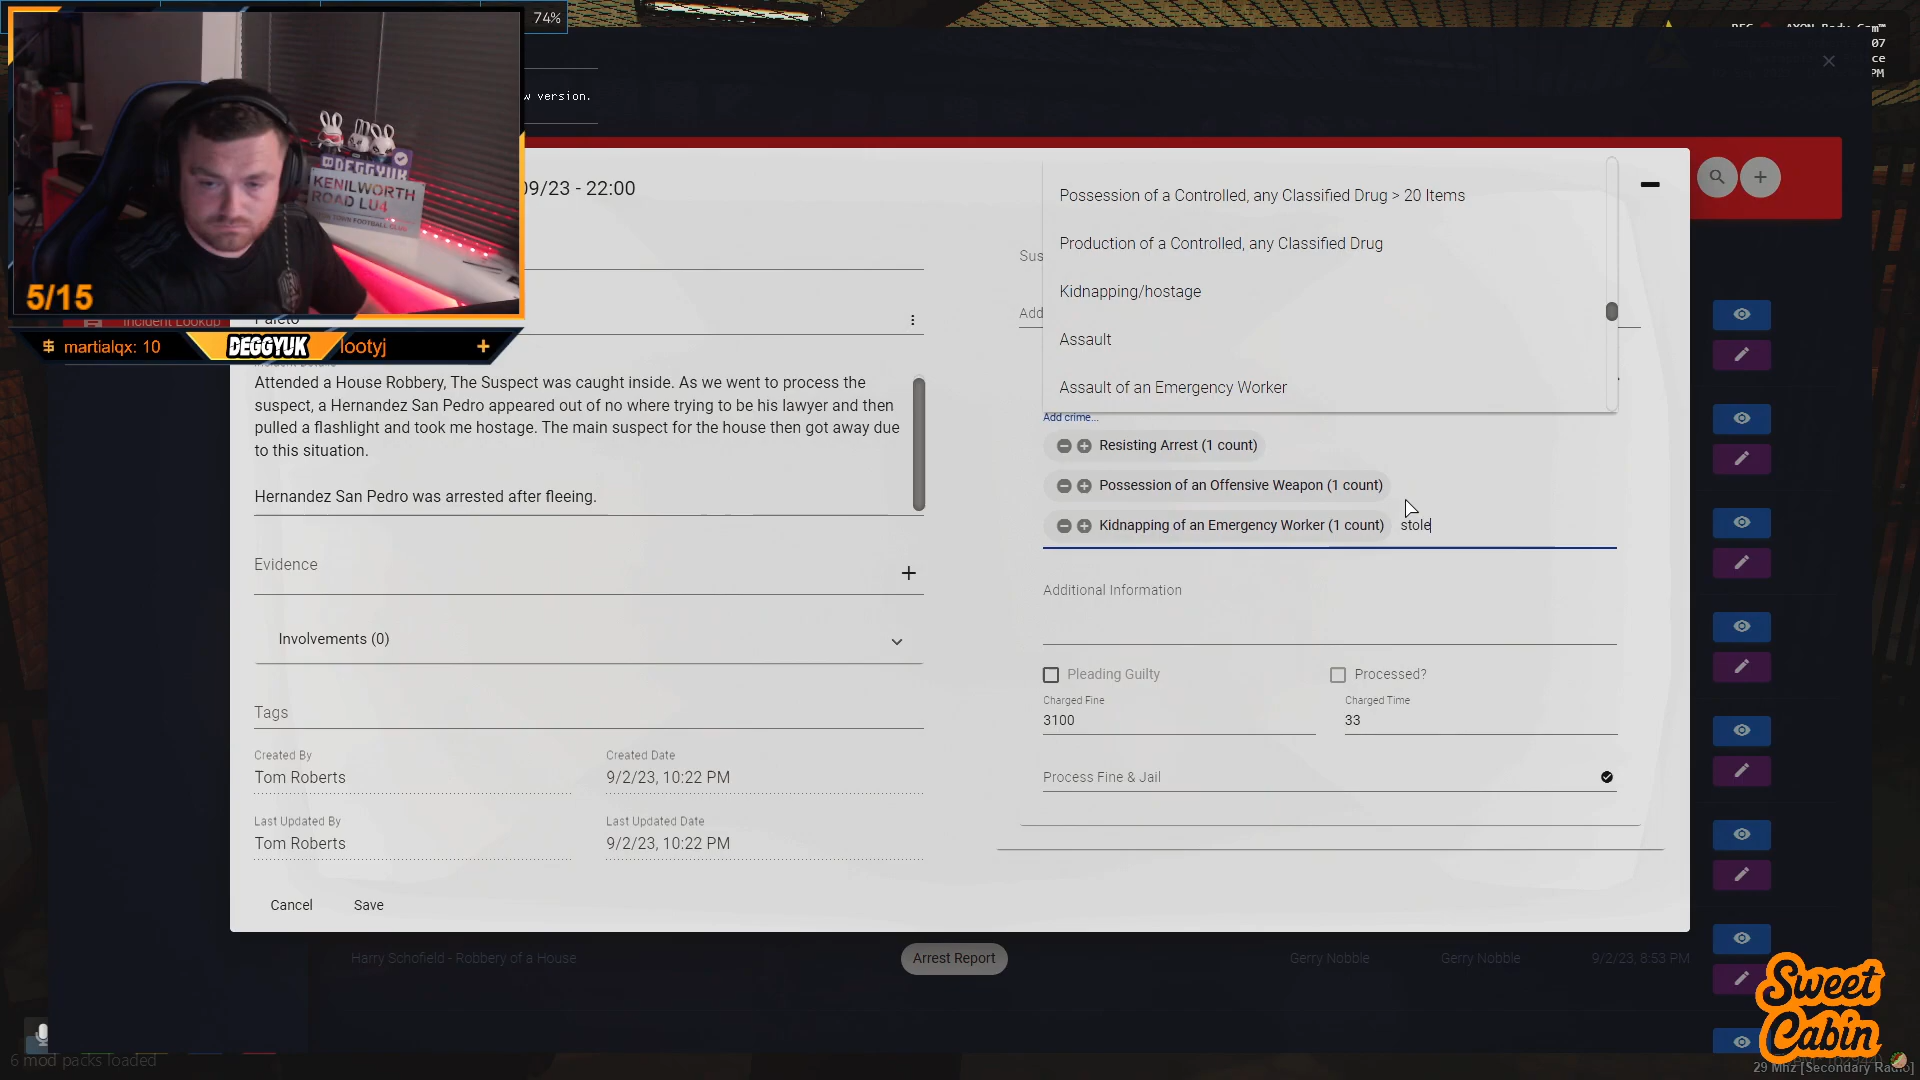 74%
07
ce
PM
w version.
09/23 - 22:00
@DEGGYUK
KENILWORTH
ROAD LU4
5/15
Incident Lookup
martialqx: 10
DEGGYUK
lootyj
+
Attended a House Robbery, The Suspect was caught inside. As we went to process the
suspect, a Hernandez San Pedro appeared out of no where trying to be his lawyer and then
pulled a flashlight and took me hostage. The main suspect for the house then got away due
to this situation.
Hernandez San Pedro was arrested after fleeing.
Evidence
Involvements (0)
Tags
Created By
Tom Roberts
Created Date
9/2/23, 10:22 PM
Last Updated By
Tom Roberts
Last Updated Date
9/2/23, 10:22 PM
Cancel
Save
Sus
Add
Possession of a Controlled, any Classified Drug > 20 Items
Production of a Controlled, any Classified Drug
Kidnapping/hostage
Assault
Assault of an Emergency Worker
Add crime...
Resisting Arrest (1 count)
Possession of an Offensive Weapon (1 count)
Kidnapping of an Emergency Worker (1 count)
stole
Additional Information
Pleading Guilty
Processed?
Charged Fine
3100
Charged Time
33
Process Fine & Jail
Harry Schofield - Robbery of a House
Arrest Report
Gerry Nobble
Gerry Nobble
9/2/23, 8:53 PM
Sweet
Cabin
6 mod packs loaded
29 Mhz [Secondary Radio]